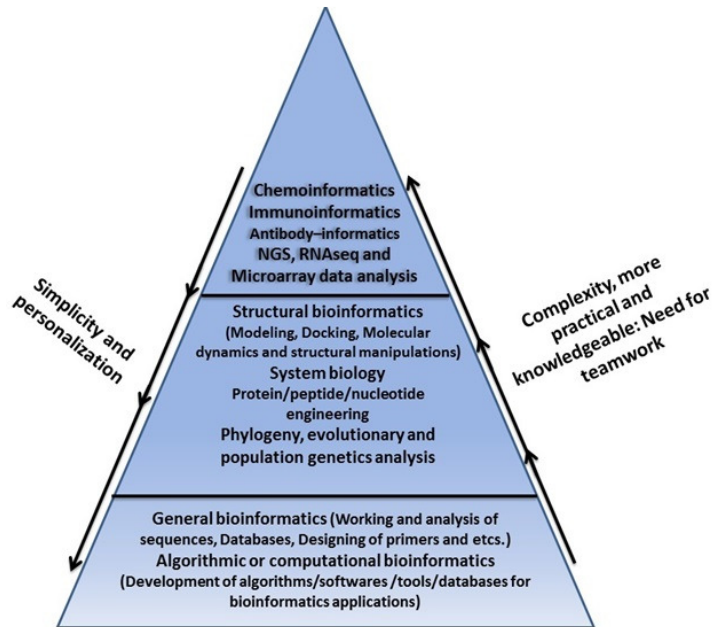 Chemoinformatics
Immunoinformatics
Antibody–informatics
NGS, RNAseq and
Microarray data analysis
Structural bioinformatics
(Modeling, Docking, Molecular
dynamics and structural manipulations)
System biology
Protein/peptide/nucleotide
engineering
Phylogeny, evolutionary and
population genetics analysis
General bioinformatics (Working and analysis of
sequences, Databases, Designing of primers and etcs.)
Algorithmic or computational bioinformatics
(Development of algorithms/softwares /tools/databases for
bioinformatics applications)
Simplicity and
personalization
Complexity, more
practical and
knowledgeable: Need for
teamwork